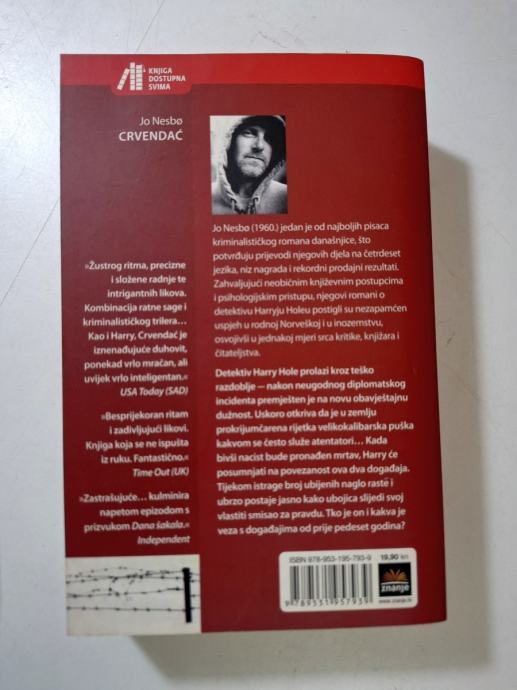 KNJIGA
DOSTUPNA
SVIMA
Jo Nesbø
CRVENDAĆ
»Žustrog ritma, precizne
i složene radnje te
intrigantnih likova.
Kombinacija ratne sage i
kriminalističkog trilera...
Kao i Harry, Crvendać je
iznenađujuće duhovit,
ponekad vrlo mračan, ali
uvijek vrlo inteligentan.«
USA Today (SAD)
»Besprijekoran ritam
i zadivljujući likovi.
Knjiga koja se ne ispušta
iz ruku. Fantastično.«
Time Out (UK)
»Zastrašujuće... kulminira
napetom epizodom s
prizvukom Dana šakala.«
Independent
Jo Nesbø (1960.) jedan je od najboljih pisaca
kriminalističkog romana današnjice, što
potvrđuju prijevodi njegovih djela na četrdeset
jezika, niz nagrada i rekordni prodajni rezultati.
Zahvaljujući neobičnim književnim postupcima
i psihologijskim pristupu, njegovi romani o
detektivu Harryju Holeu postigli su nezapamćen
uspjeh u rodnoj Norveškoj i u inozemstvu,
osvojivši u jednakoj mjeri srca kritike, knjižara i
čitateljstva.
Detektiv Harry Hole prolazi kroz teško
razdoblje — nakon neugodnog diplomatskog
incidenta premješten je na novu obavještajnu
dužnost. Uskoro otkriva da je u zemlju
prokrijumčarena rijetka velikokalibarska puška
kakvom se često služe atentatori... Kada
bivši nacist bude pronađen mrtav, Harry će
posumnjati na povezanost ova dva događaja.
Tijekom istrage broj ubijenih naglo raste i
ubrzo postaje jasno kako ubojica slijedi svoj
vlastiti smisao za pravdu. Tko je on i kakva je
veza s događajima od prije pedeset godina?
ISBN 978-953-195-793-9
19,90 kn
9 789531 957939
znanje
www.znanje.hr